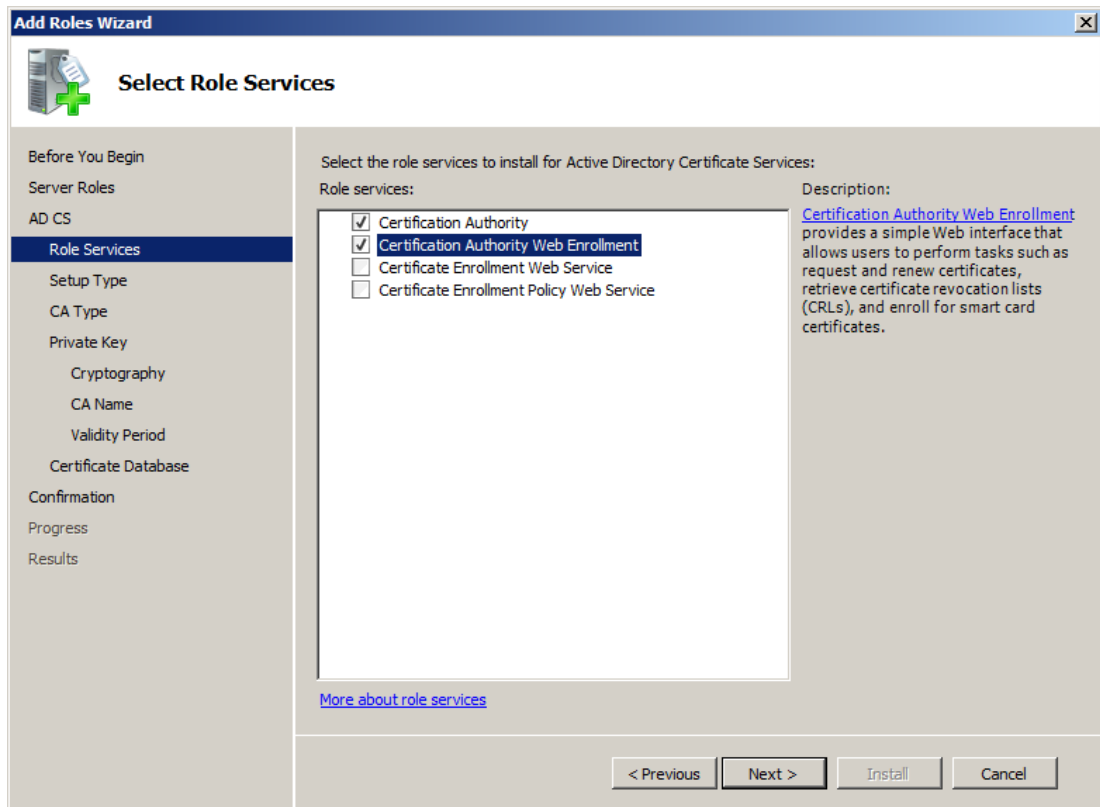 Add Roles Wizard
Select Role Services
Before You Begin
Server Roles
AD CS
Role Services
Setup Type
CA Type
Private Key
Cryptography
CA Name
Validity Period
Certificate Database
Confirmation
Progress
Results
Select the role services to install for Active Directory Certificate Services:
Role services:
Certification Authority
Certification Authority Web Enrollment
Certificate Enrollment Web Service
Certificate Enrollment Policy Web Service
More about role services
Description:
Certification Authority Web Enrollment
provides a simple Web interface that
allows users to perform tasks such as
request and renew certificates,
retrieve certificate revocation lists
(CRLs), and enroll for smart card
certificates.
< Previous
Next >
Install
Cancel